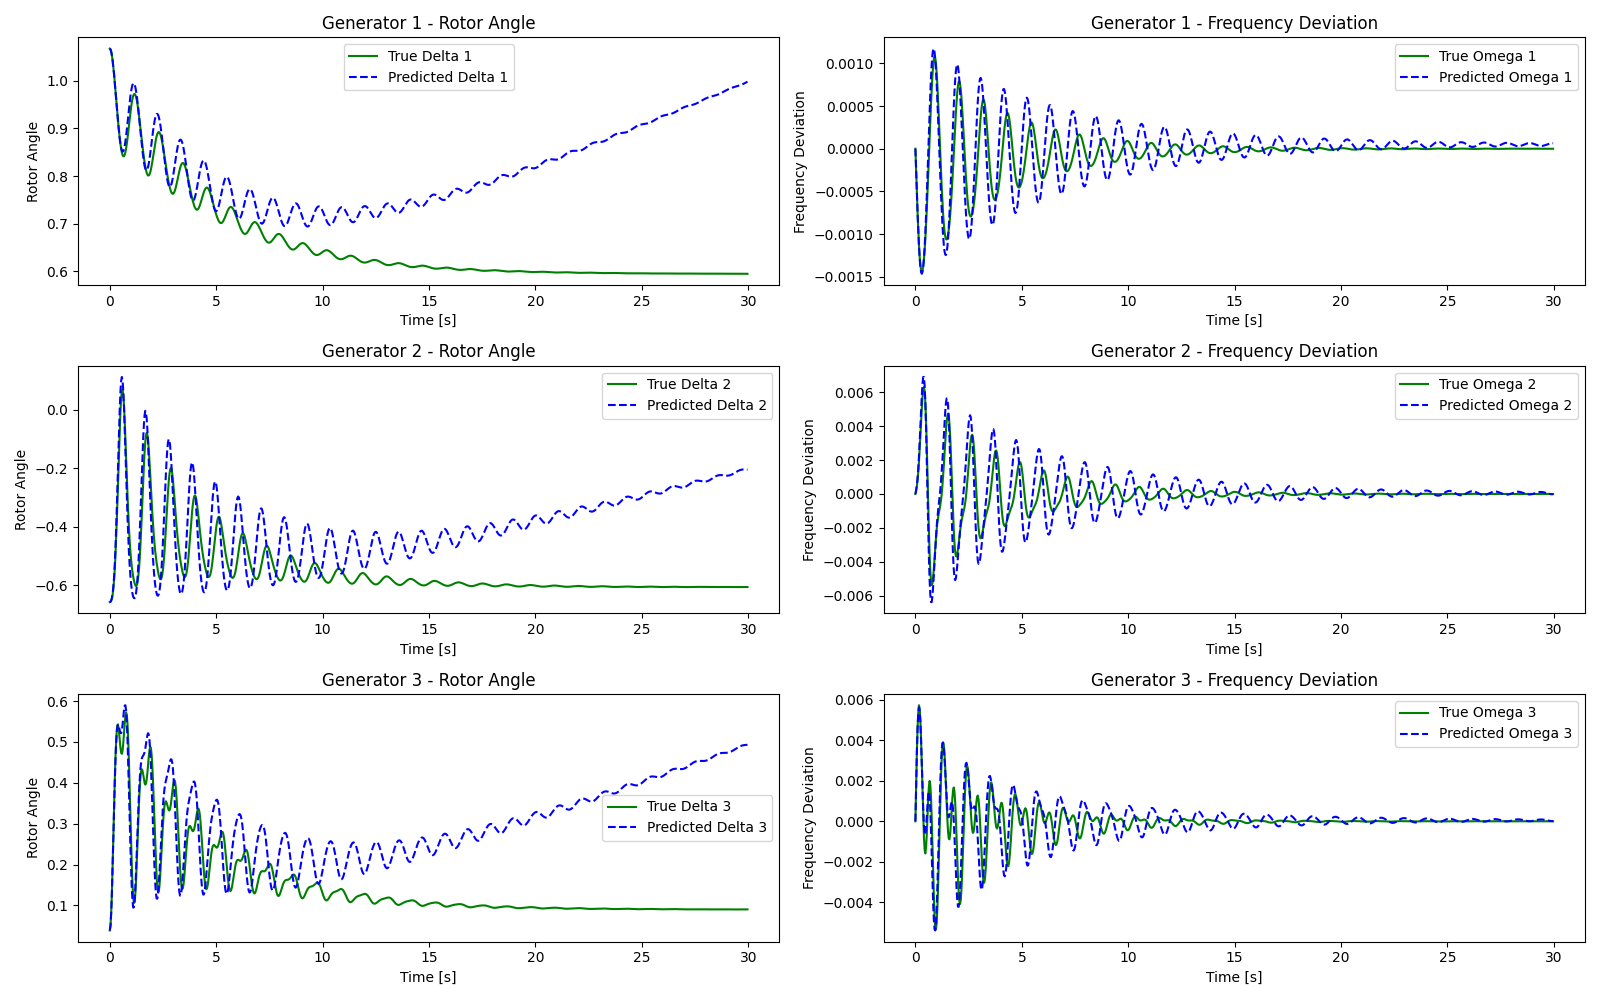 Generator 1 - Rotor Angle
True Delta 1
Predicted Delta 1
Rotor Angle
1.0
0.9
0.8
0.7
0.6
0 5 10 15 20 25 30
Time [s]
Generator 1 - Frequency Deviation
True Omega 1
Predicted Omega 1
Frequency Deviation
0.0010
0.0005
0.0000
−0.0005
−0.0010
−0.0015
0 5 10 15 20 25 30
Time [s]
Generator 2 - Rotor Angle
True Delta 2
Predicted Delta 2
Rotor Angle
0.0
−0.2
−0.4
−0.6
0 5 10 15 20 25 30
Time [s]
Generator 2 - Frequency Deviation
True Omega 2
Predicted Omega 2
Frequency Deviation
0.006
0.004
0.002
0.000
−0.002
−0.004
−0.006
0 5 10 15 20 25 30
Time [s]
Generator 3 - Rotor Angle
True Delta 3
Predicted Delta 3
Rotor Angle
0.6
0.5
0.4
0.3
0.2
0.1
0 5 10 15 20 25 30
Time [s]
Generator 3 - Frequency Deviation
True Omega 3
Predicted Omega 3
Frequency Deviation
0.006
0.004
0.002
0.000
−0.002
−0.004
0 5 10 15 20 25 30
Time [s]